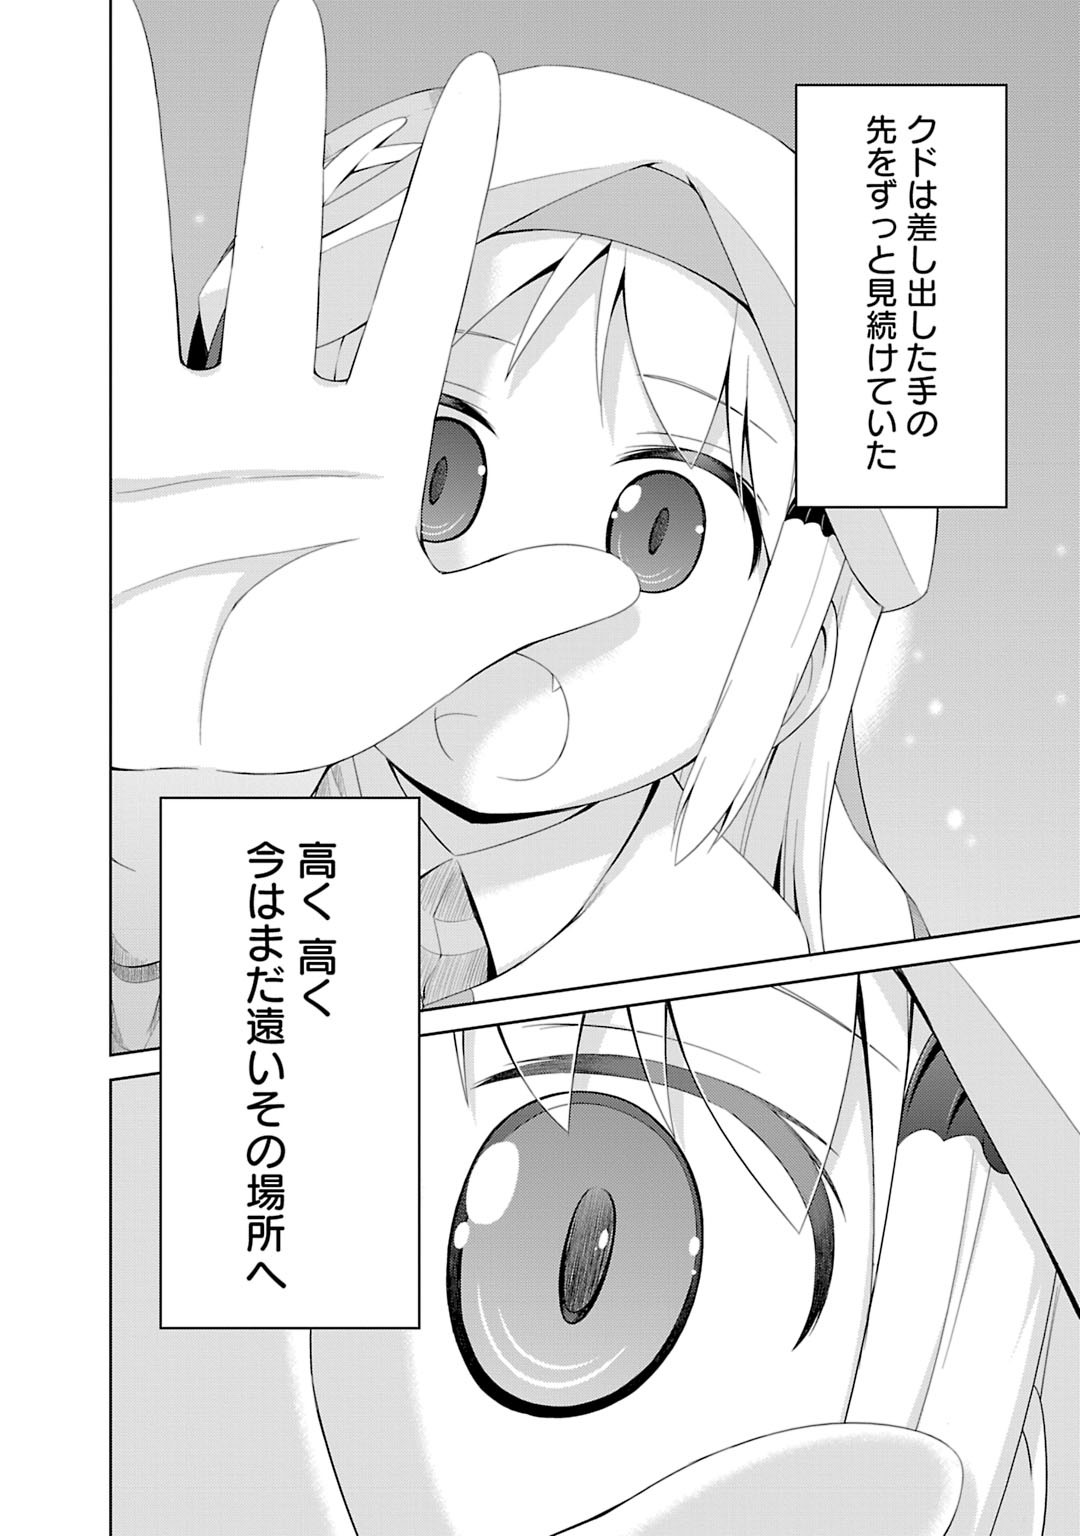 クドは差し出した手の
先をずっと見続けていた
高く 高く
今はまだ遠いその場所へ